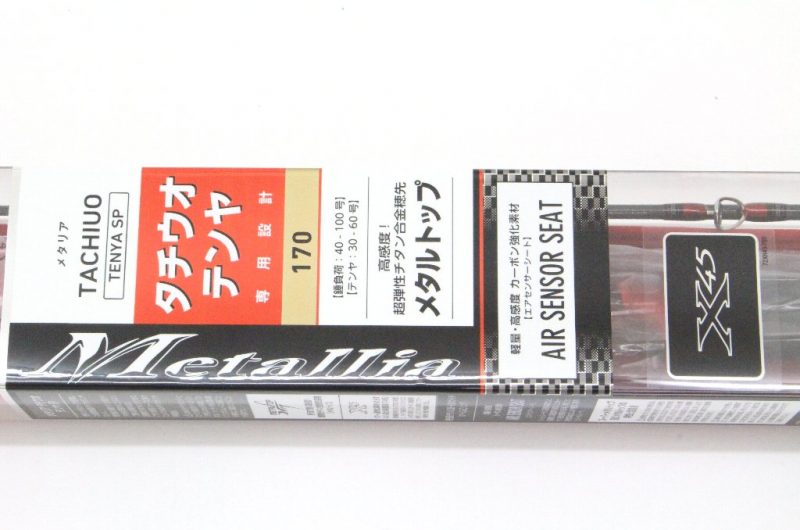 メタリア
TACHIUO
TENYA SP
タチウオ
テンヤ
専用設計
170
【錘負荷：40-100号】
【テンヤ：30-60号】
高感度！
超弾性チタン合金穂先
メタルトップ
軽量・高感度 カーボン強化素材
【エアセンサーシート】
AIR SENSOR SEAT
X45
Metallia